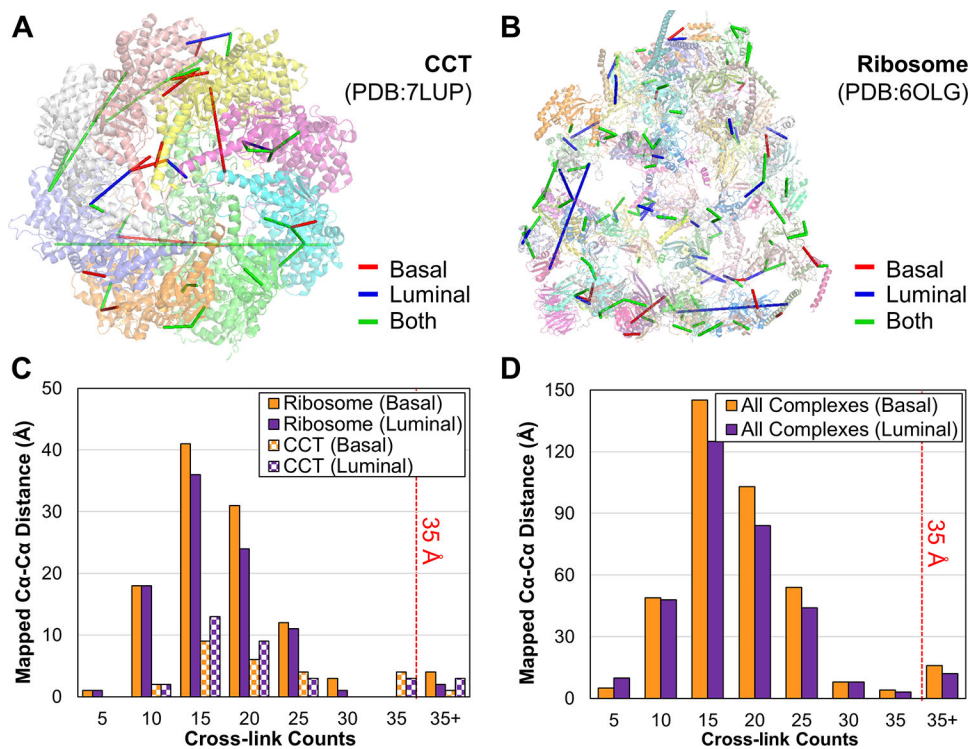 A
CCT
(PDB:7LUP)
Basal
Luminal
Both
B
Ribosome
(PDB:6OLG)
Basal
Luminal
Both
C
Mapped Cα-Cα Distance (Å)
50
40
30
20
10
0
Ribosome (Basal)
Ribosome (Luminal)
CCT (Basal)
CCT (Luminal)
35 Å
5 10 15 20 25 30 35 35+
Cross-link Counts
D
Mapped Cα-Cα Distance (Å)
150
120
90
60
30
0
All Complexes (Basal)
All Complexes (Luminal)
35 Å
5 10 15 20 25 30 35 35+
Cross-link Counts